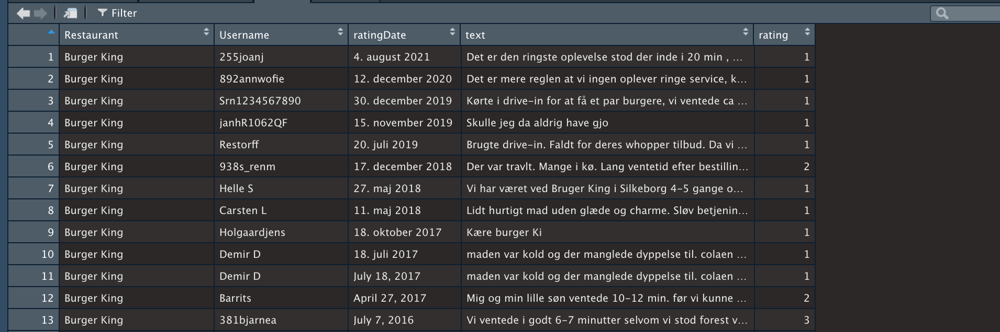 Filter
Restaurant Username ratingDate text rating
1 Burger King 255joanj 4. august 2021 Det er den ringste oplevelse stod der inde i 20 min , ... 1
2 Burger King 892annwofie 12. december 2020 Det er mere reglen at vi ingen oplever ringe service, k... 1
3 Burger King Srn1234567890 30. december 2019 Kørte i drive-in for at få et par burgere, vi ventede ca ... 1
4 Burger King janhR1062QF 15. november 2019 Skulle jeg da aldrig have gjo 1
5 Burger King Restorff 20. juli 2019 Brugte drive-in. Faldt for deres whopper tilbud. Da vi ... 1
6 Burger King 938s_renm 17. december 2018 Der var travlt. Mange i kø. Lang ventetid efter bestillin... 2
7 Burger King Helle S 27. maj 2018 Vi har været ved Bruger King i Silkeborg 4-5 gange o... 1
8 Burger King Carsten L 11. maj 2018 Lidt hurtigt mad uden glæde og charme. Sløv betjenin... 1
9 Burger King Holgaardjens 18. oktober 2017 Kære burger Ki 1
10 Burger King Demir D 18. juli 2017 maden var kold og der manglede dyppelse til. colaen ... 1
11 Burger King Demir D July 18, 2017 maden var kold og der manglede dyppelse til. colaen ... 1
12 Burger King Barrits April 27, 2017 Mig og min lille søn ventede 10-12 min. før vi kunne ... 2
13 Burger King 381bjarnea July 7, 2016 Vi ventede i godt 6-7 minutter selvom vi stod forest v... 3